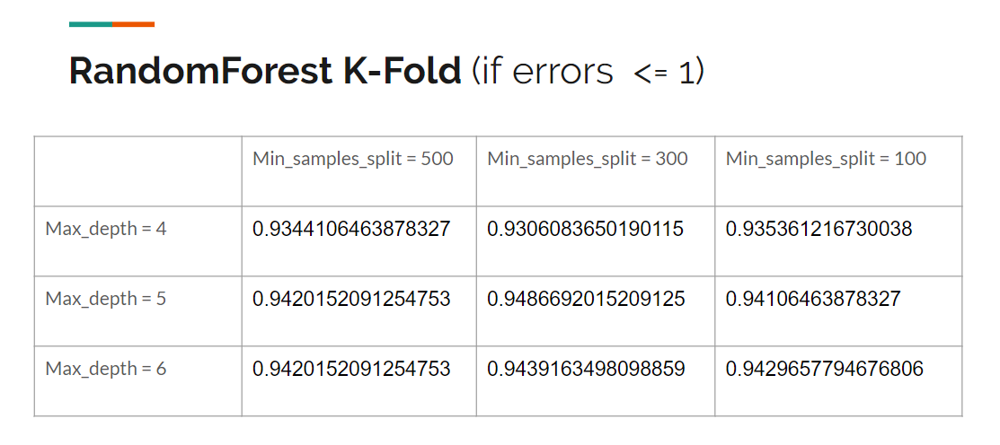 RandomForest K-Fold (if errors <= 1)
Min_samples_split = 500 Min_samples_split = 300 Min_samples_split = 100
Max_depth = 4 0.9344106463878327 0.9306083650190115 0.935361216730038
Max_depth = 5 0.9420152091254753 0.9486692015209125 0.94106463878327
Max_depth = 6 0.9420152091254753 0.9439163498098859 0.9429657794676806